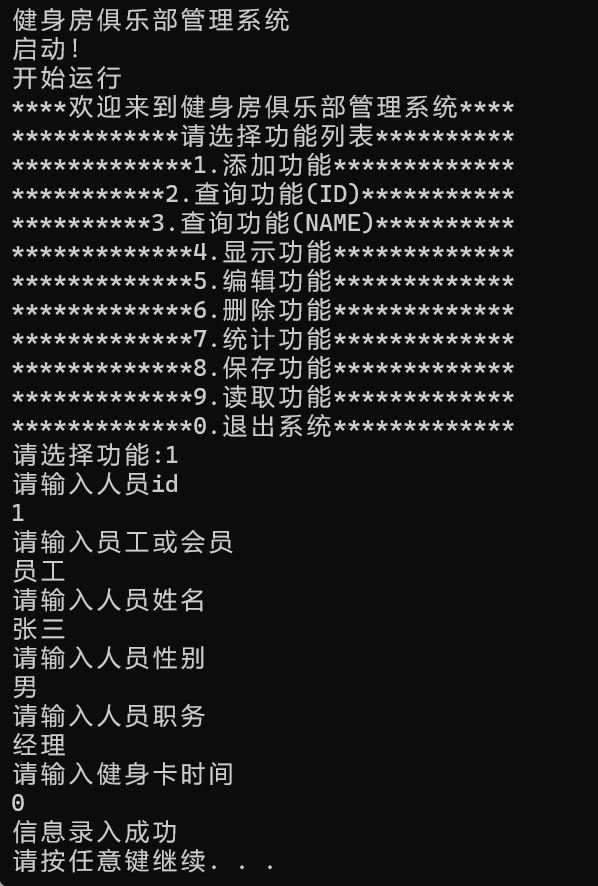 健身房俱乐部管理系统
启动!
开始运行
****欢迎来到健身房俱乐部管理系统****
************请选择功能列表**********
*************1.添加功能*************
***********2.查询功能(ID)***********
**********3.查询功能(NAME)**********
*************4.显示功能*************
*************5.编辑功能*************
*************6.删除功能*************
*************7.统计功能*************
*************8.保存功能*************
*************9.读取功能*************
*************0.退出系统*************
请选择功能:1
请输入人员id
1
请输入员工或会员
员工
请输入人员姓名
张三
请输入人员性别
男
请输入人员职务
经理
请输入健身卡时间
0
信息录入成功
请按任意键继续. . .